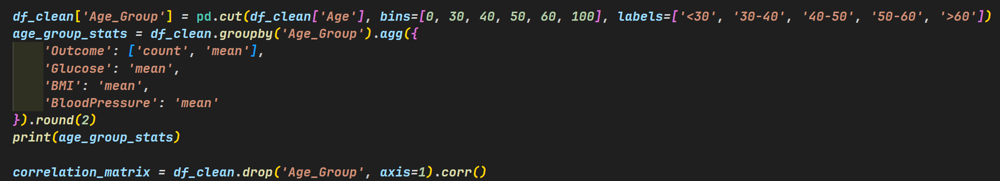 df_clean['Age_Group'] = pd.cut(df_clean['Age'], bins=[0, 30, 40, 50, 60, 100], labels=['<30', '30-40', '40-50', '50-60', '>60'])
age_group_stats = df_clean.groupby('Age_Group').agg({
    'Outcome': ['count', 'mean'],
    'Glucose': 'mean',
    'BMI': 'mean',
    'BloodPressure': 'mean'
}).round(2)
print(age_group_stats)

correlation_matrix = df_clean.drop('Age_Group', axis=1).corr()